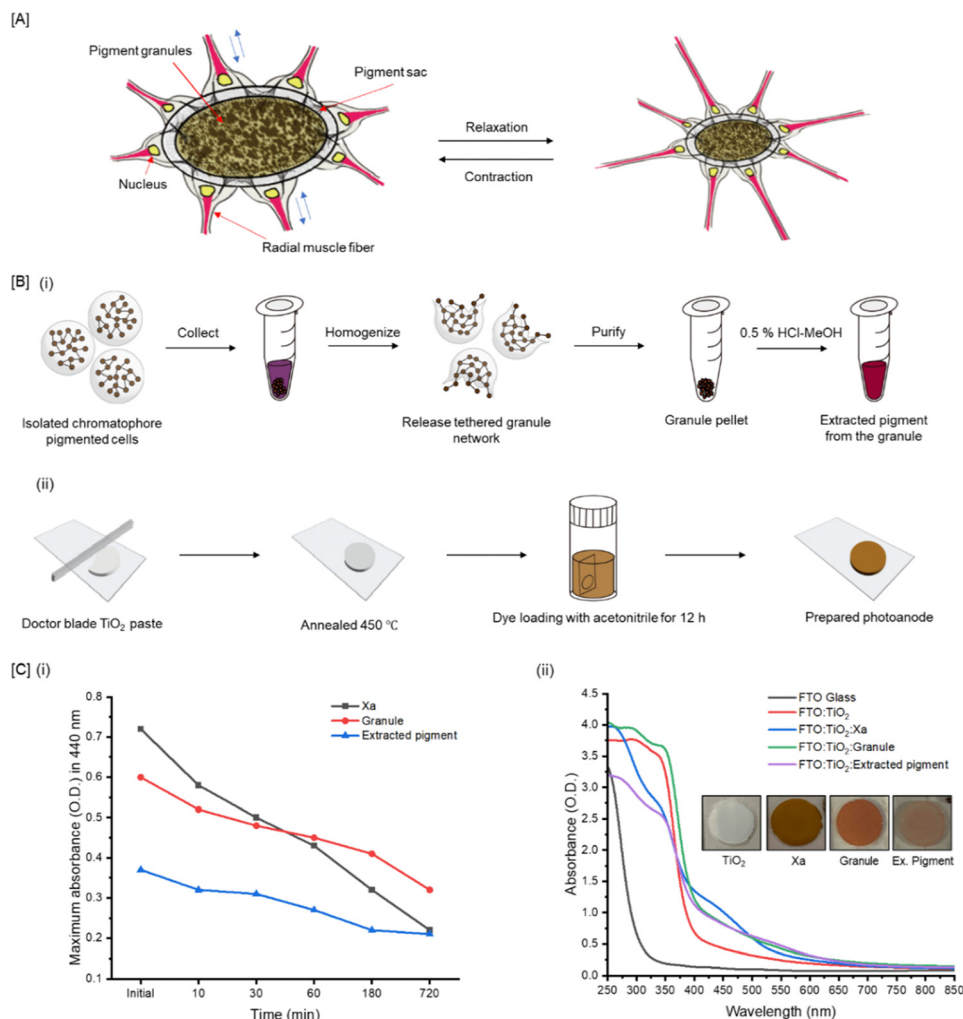 [A]
Pigment granules
Pigment sac
Nucleus
Radial muscle fiber
Relaxation
Contraction
[B] (i)
Collect
Homogenize
Purify
0.5 % HCl-MeOH
Isolated chromatophore
pigmented cells
Release tethered granule
network
Granule pellet
Extracted pigment
from the granule
(ii)
Doctor blade TiO₂ paste
Annealed 450 °C
Dye loading with acetonitrile for 12 h
Prepared photoanode
[C] (i)
Maximum absorbance (O.D.) in 440 nm
0.8
0.7
0.6
0.5
0.4
0.3
0.2
0.1
Xa
Granule
Extracted pigment
Initial 10 30 60 180 720
Time (min)
(ii)
Absorbance (O.D.)
4.5
4.0
3.5
3.0
2.5
2.0
1.5
1.0
0.5
0.0
FTO Glass
FTO:TiO₂
FTO:TiO₂:Xa
FTO:TiO₂:Granule
FTO:TiO₂:Extracted pigment
TiO₂ Xa Granule Ex. Pigment
250 300 350 400 450 500 550 600 650 700 750 800 850
Wavelength (nm)